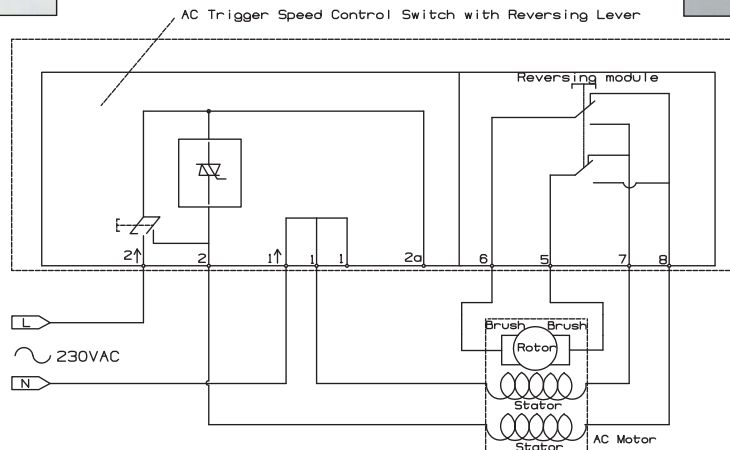 AC Trigger Speed Control Switch with Reversing Lever
Reversing module
2↑ 2 1↑ 1 1 2a 6 5 7 8
L
230VAC
N
Brush Brush
Rotor
Stator
Stator
AC Motor